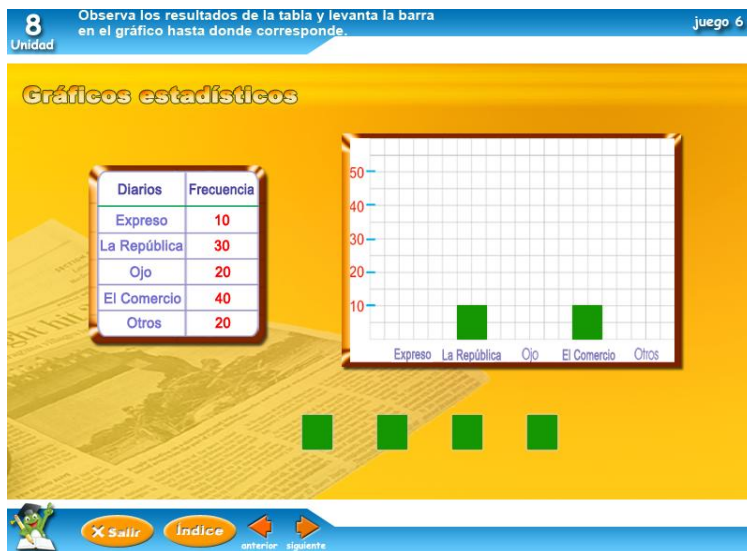 8
Unidad
Observa los resultados de la tabla y levanta la barra
en el gráfico hasta donde corresponde.
juego 6
Gráficos estadísticos
Diarios Frecuencia
Expreso 10
La República 30
Ojo 20
El Comercio 40
Otros 20
50
40
30
20
10
Expreso La República Ojo El Comercio Otros
X Salir
Índice
anterior siguiente